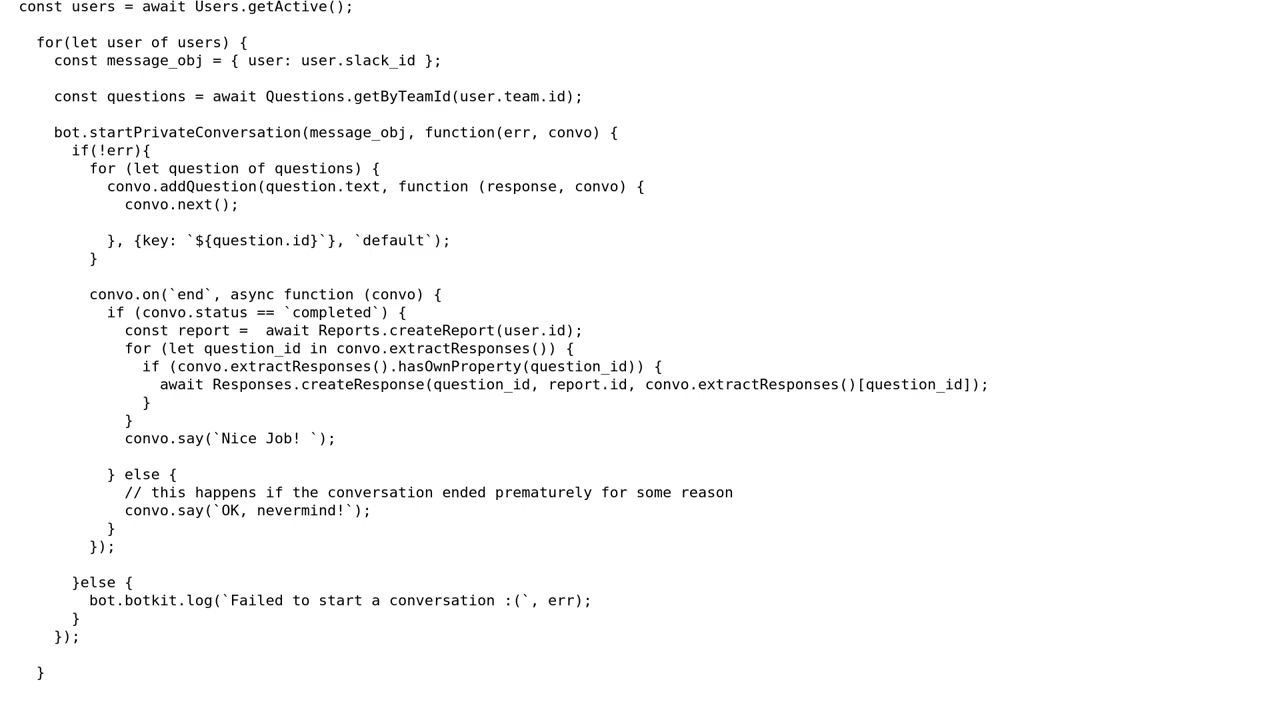 const users = await Users.getActive();
for(let user of users) {
const message_obj = { user: user.slack_id };
const questions = await Questions.getByTeamId(user.team.id);
bot.startPrivateConversation(message_obj, function(err, convo) {
if(!err){
for (let question of questions) {
convo.addQuestion(question.text, function (response, convo) {
convo.next();
}, {key: `${question.id}`}, `default`);
}
convo.on(`end`, async function (convo) {
if (convo.status == `completed`) {
const report =  await Reports.createReport(user.id);
for (let question_id in convo.extractResponses()) {
if (convo.extractResponses().hasOwnProperty(question_id)) {
await Responses.createResponse(question_id, report.id, convo.extractResponses()[question_id]);
}
}
convo.say(`Nice Job! `);
} else {
// this happens if the conversation ended prematurely for some reason
convo.say(`OK, nevermind!`);
}
});
}else {
bot.botkit.log(`Failed to start a conversation :(`, err);
}
});
}